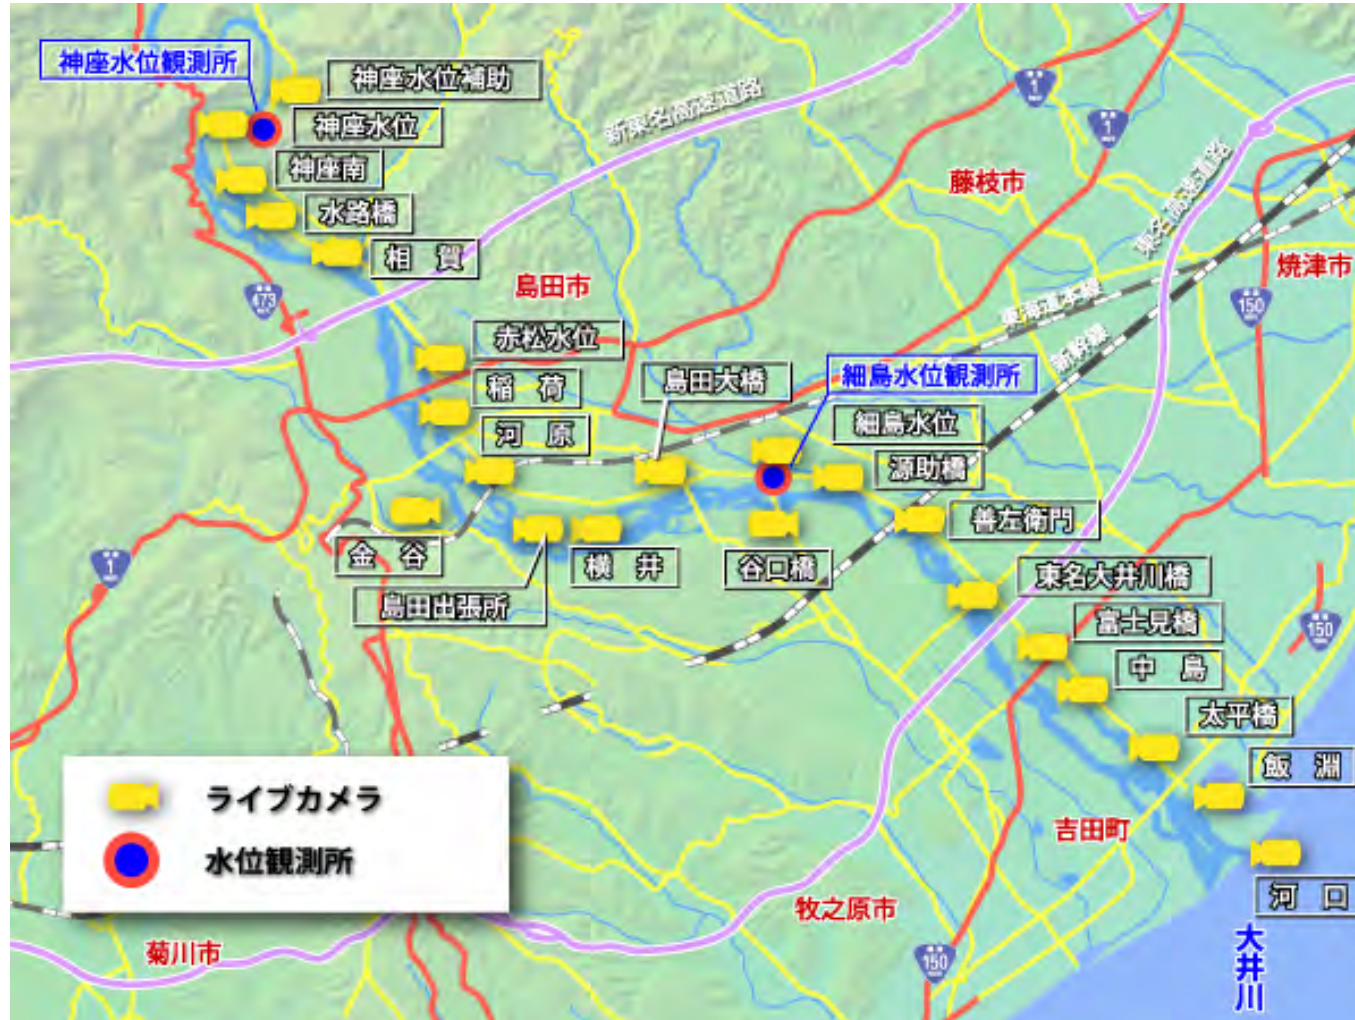 神座水位観測所
神座水位補助
神座水位
神座南
水路橋
相 賀
新東名高速道路
1
1
藤枝市
東名高速道路
焼津市
473
島田市
東海道本線
150
新幹線
赤松水位
稲 荷
河 原
島田大橋
細島水位観測所
細島水位
源助橋
善左衛門
金 谷
横 井
谷口橋
島田出張所
東名大井川橋
富士見橋
中 島
太平橋
飯 淵
1
150
ライブカメラ
水位観測所
吉田町
河 口
牧之原市
菊川市
150
大井川